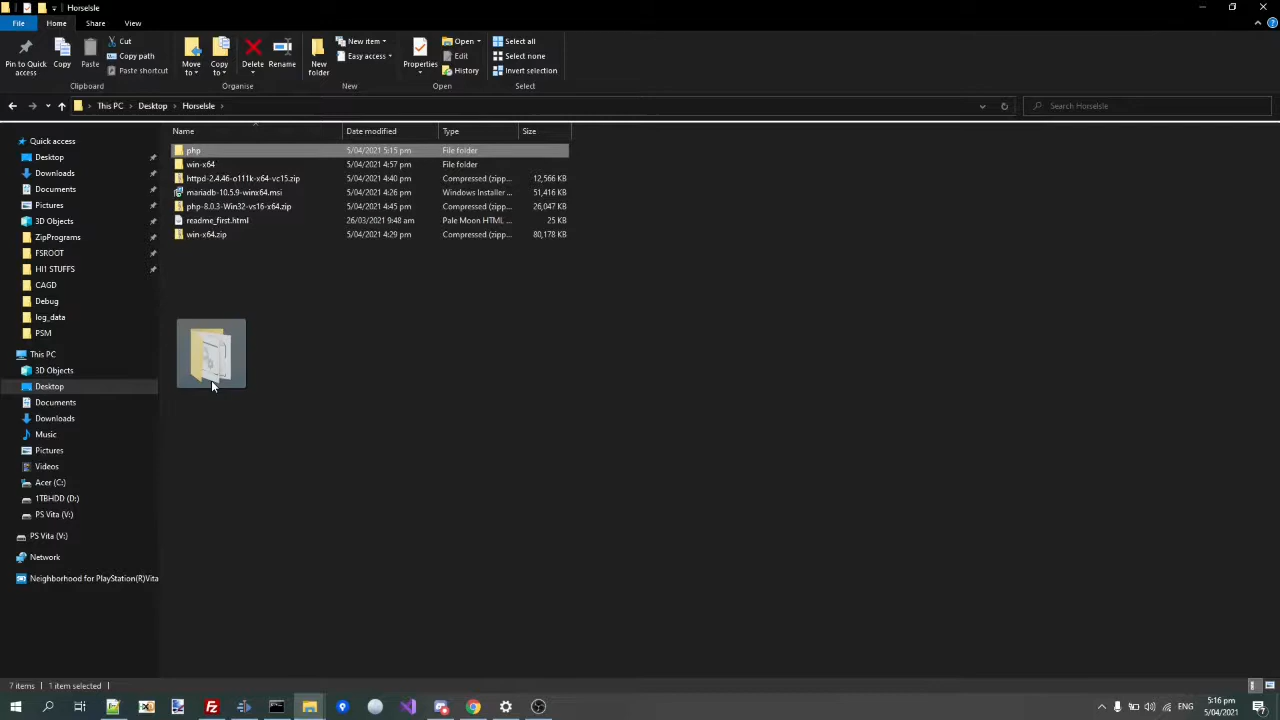 HorseIsle
File
Home
Share
View
Pin to Quick access
Copy
Paste
Cut
Copy path
Paste shortcut
Move to
Copy to
Delete
Rename
New folder
New item
Easy access
Properties
Open
Edit
History
Select all
Select none
Invert selection
Clipboard
Organise
New
Open
Select
This PC
Desktop
HorseIsle
Search HorseIsle
Name
Date modified
Type
Size
php 5/04/2021 5:15 pm File folder
win-x64 5/04/2021 4:57 pm File folder
httpd-2.4.46-o111k-x64-vc15.zip 5/04/2021 4:40 pm Compressed (zipp... 12,566 KB
mariadb-10.5.9-winx64.msi 5/04/2021 4:26 pm Windows Installer ... 51,416 KB
php-8.0.3-Win32-vs16-x64.zip 5/04/2021 4:45 pm Compressed (zipp... 26,047 KB
readme_first.html 26/03/2021 9:48 am Pale Moon HTML ... 25 KB
win-x64.zip 5/04/2021 4:29 pm Compressed (zipp... 80,178 KB
Quick access
Desktop
Downloads
Documents
Pictures
3D Objects
ZipPrograms
FSROOT
HI1 STUFFS
CAGD
Debug
log_data
PSM
This PC
3D Objects
Desktop
Documents
Downloads
Music
Pictures
Videos
Acer (C:)
1TBHDD (D:)
PS Vita (V:)
PS Vita (V:)
Network
Neighborhood for PlayStation(R)Vita
7 items
1 item selected
5:16 pm
5/04/2021